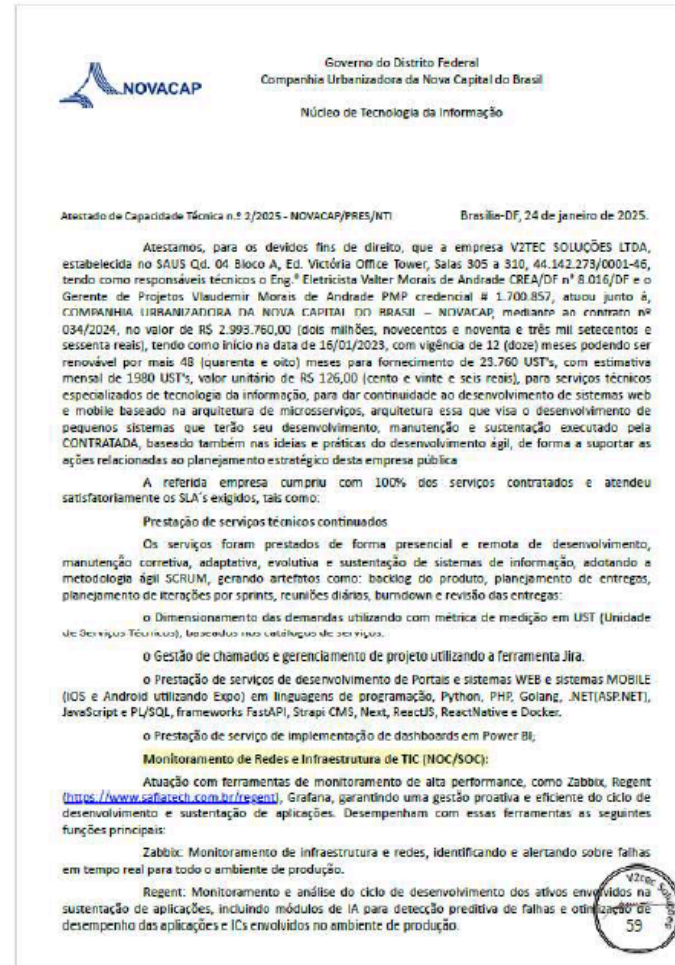 NOVACAP
Governo do Distrito Federal
Companhia Urbanizadora da Nova Capital do Brasil
Núcleo de Tecnologia da Informação
Atestado de Capacidade Técnica n.º 2/2025 - NOVACAP/PRES/NTI Brasília-DF, 24 de janeiro de 2025.
Atestamos, para os devidos fins de direito, que a empresa V2TEC SOLUÇÕES LTDA,
estabelecida no SAUS Qd. 04 Bloco A, Ed. Victória Office Tower, Salas 305 a 310, 44.142.273/0001-46,
tendo como responsáveis técnicos o Eng.º Eletricista Valter Morais de Andrade CREA/DF nº 8.016/DF e o
Gerente de Projetos Vlaudemir Morais de Andrade PMP credencial # 1.700.857, atuou junto à,
COMPANHIA URBANIZADORA DA NOVA CAPITAL DO BRASIL – NOVACAP, mediante ao contrato nº
034/2024, no valor de R$ 2.993.760,00 (dois milhões, novecentos e noventa e três mil setecentos e
sessenta reais), tendo como início na data de 16/01/2023, com vigência de 12 (doze) meses podendo ser
renovável por mais 48 (quarenta e oito) meses para fornecimento de 23.760 UST's, com estimativa
mensal de 1980 UST's, valor unitário de R$ 126,00 (cento e vinte e seis reais), para serviços técnicos
especializados de tecnologia da informação, para dar continuidade ao desenvolvimento de sistemas web
e mobile baseado na arquitetura de microsserviços, arquitetura essa que visa o desenvolvimento de
pequenos sistemas que terão seu desenvolvimento, manutenção e sustentação executado pela
CONTRATADA, baseado também nas ideias e práticas do desenvolvimento ágil, de forma a suportar as
ações relacionadas ao planejamento estratégico desta empresa pública
A referida empresa cumpriu com 100% dos serviços contratados e atendeu
satisfatoriamente os SLA´s exigidos, tais como:
Prestação de serviços técnicos continuados
Os serviços foram prestados de forma presencial e remota de desenvolvimento,
manutenção corretiva, adaptativa, evolutiva e sustentação de sistemas de informação, adotando a
metodologia ágil SCRUM, gerando artefatos como: backlog do produto, planejamento de entregas,
planejamento de iterações por sprints, reuniões diárias, burndown e revisão das entregas:
o Dimensionamento das demandas utilizando com métrica de medição em UST (Unidade
de Serviços Técnicos), baseados nos catálogos de serviços.
o Gestão de chamados e gerenciamento de projeto utilizando a ferramenta Jira.
o Prestação de serviços de desenvolvimento de Portais e sistemas WEB e sistemas MOBILE
(iOS e Android utilizando Expo) em linguagens de programação, Python, PHP, Golang, .NET(ASP.NET),
JavaScript e PL/SQL, frameworks FastAPI, Strapi CMS, Next, ReactJS, ReactNative e Docker.
o Prestação de serviço de implementação de dashboards em Power BI;
Monitoramento de Redes e Infraestrutura de TIC (NOC/SOC):
Atuação com ferramentas de monitoramento de alta performance, como Zabbix, Regent
(https://www.safiatech.com.br/regent), Grafana, garantindo uma gestão proativa e eficiente do ciclo de
desenvolvimento e sustentação de aplicações. Desempenham com essas ferramentas as seguintes
funções principais:
Zabbix: Monitoramento de infraestrutura e redes, identificando e alertando sobre falhas
em tempo real para todo o ambiente de produção.
Regent: Monitoramento e análise do ciclo de desenvolvimento dos ativos envolvidos na
sustentação de aplicações, incluindo módulos de IA para detecção preditiva de falhas e otimização de
desempenho das aplicações e ICs envolvidos no ambiente de produção.
V2tec Soluções
59